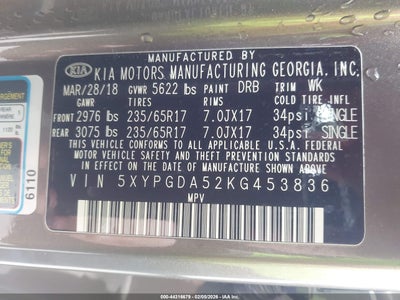 MANUFACTURED BY
KIA KIA MOTORS MANUFACTURING GEORGIA, INC.
MAR/28/18 GVWR 5622 lbs PAINT DRB TRIM WK
GAWR TIRES RIMS COLD TIRE INFL
FRONT 2976 lbs 235/65R17 7.0JX17 34psi SINGLE
REAR 3075 lbs 235/65R17 7.0JX17 34psi SINGLE
THIS VEHICLE CONFORMS TO ALL APPLICABLE U.S.A. FEDERAL
MOTOR VEHICLE SAFETY, BUMPER, AND THEFT PREVENTION STANDARDS IN
EFFECT ON THE DATE OF MANUFACTURE SHOWN ABOVE.
VIN 5XYPGDA52KG453836
MPV
6110